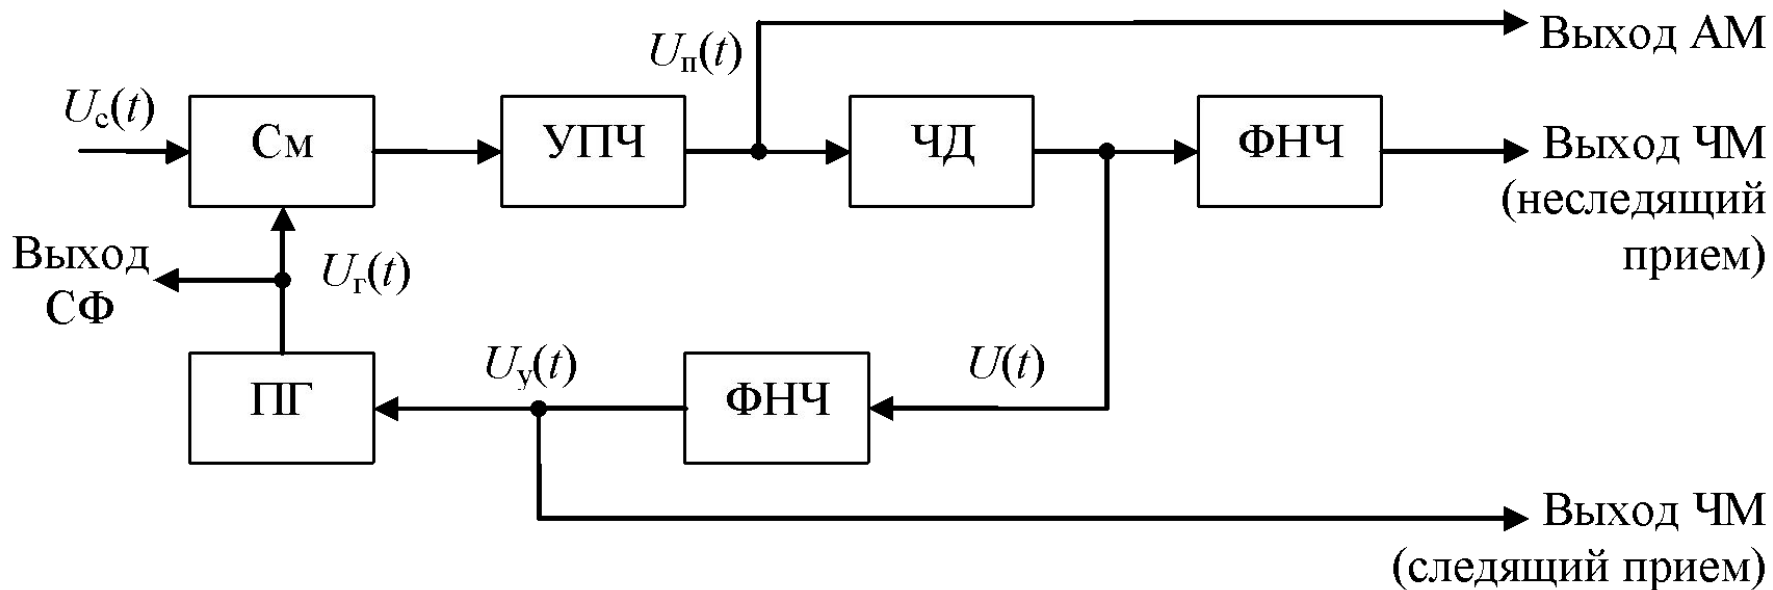 Выход АМ
Uп(t)
Uс(t)
См
УПЧ
ЧД
ФНЧ
Выход ЧМ
(неследящий
прием)
Выход
СФ
Uг(t)
ПГ
Uу(t)
ФНЧ
U(t)
Выход ЧМ
(следящий прием)